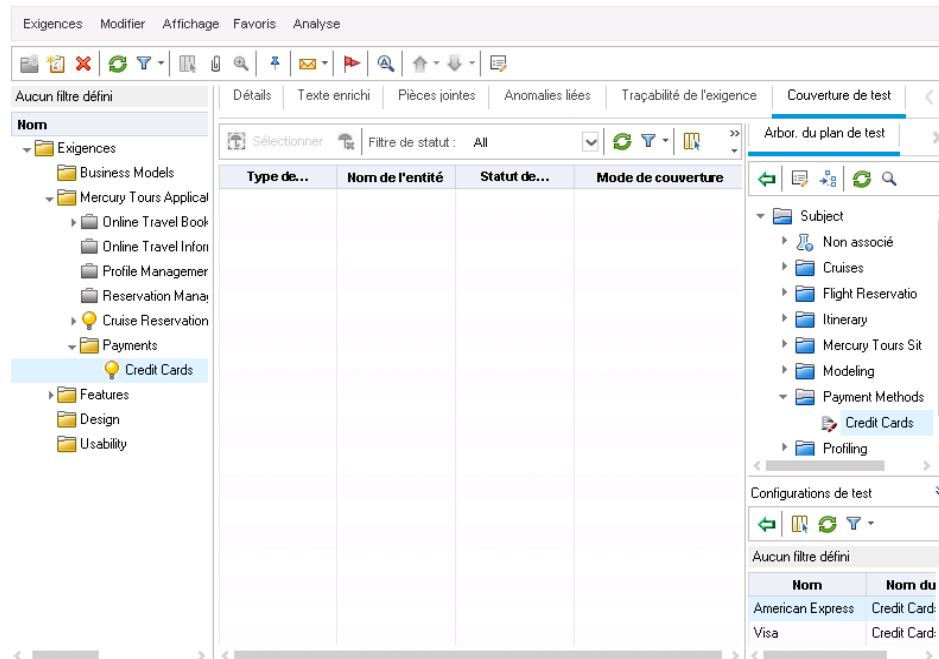 Exigences Modifier Affichage Favoris Analyse
Aucun filtre défini
Nom
Exigences
Business Models
Mercury Tours Applicat
Online Travel Book
Online Travel Infor
Profile Managemer
Reservation Mana
Cruise Reservation
Payments
Credit Cards
Features
Design
Usability
Détails Texte enrichi Pièces jointes Anomalies liées Traçabilité de l'exigence Couverture de test
Sélectionner Filtre de statut : All
Type de... Nom de l'entité Statut de... Mode de couverture
Arbor. du plan de test
Subject
Non associé
Cruises
Flight Reservatio
Itinerary
Mercury Tours Sit
Modeling
Payment Methods
Credit Cards
Profiling
Configurations de test
Aucun filtre défini
Nom Nom du
American Express Credit Card
Visa Credit Card